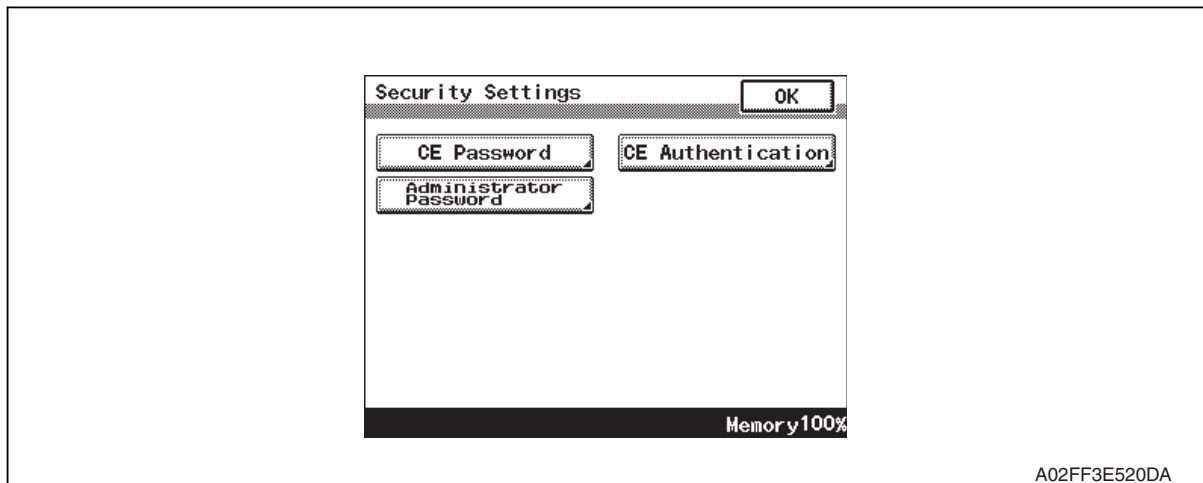 Security Settings
OK
CE Password
CE Authentication
Administrator
Password
Memory100%
A02FF3E520DA